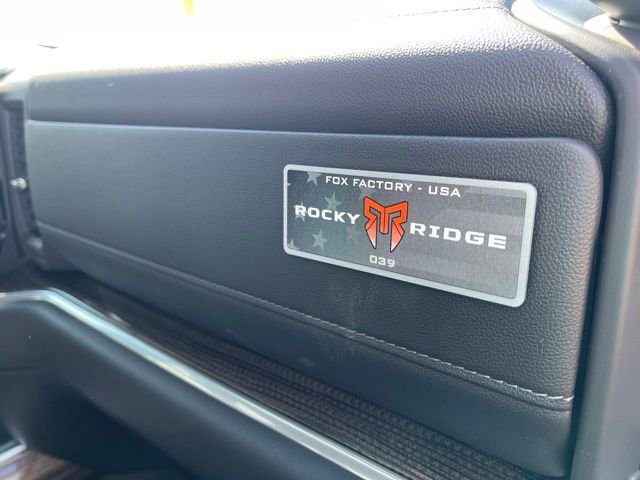 FOX FACTORY - USA
ROCKY RIDGE
039